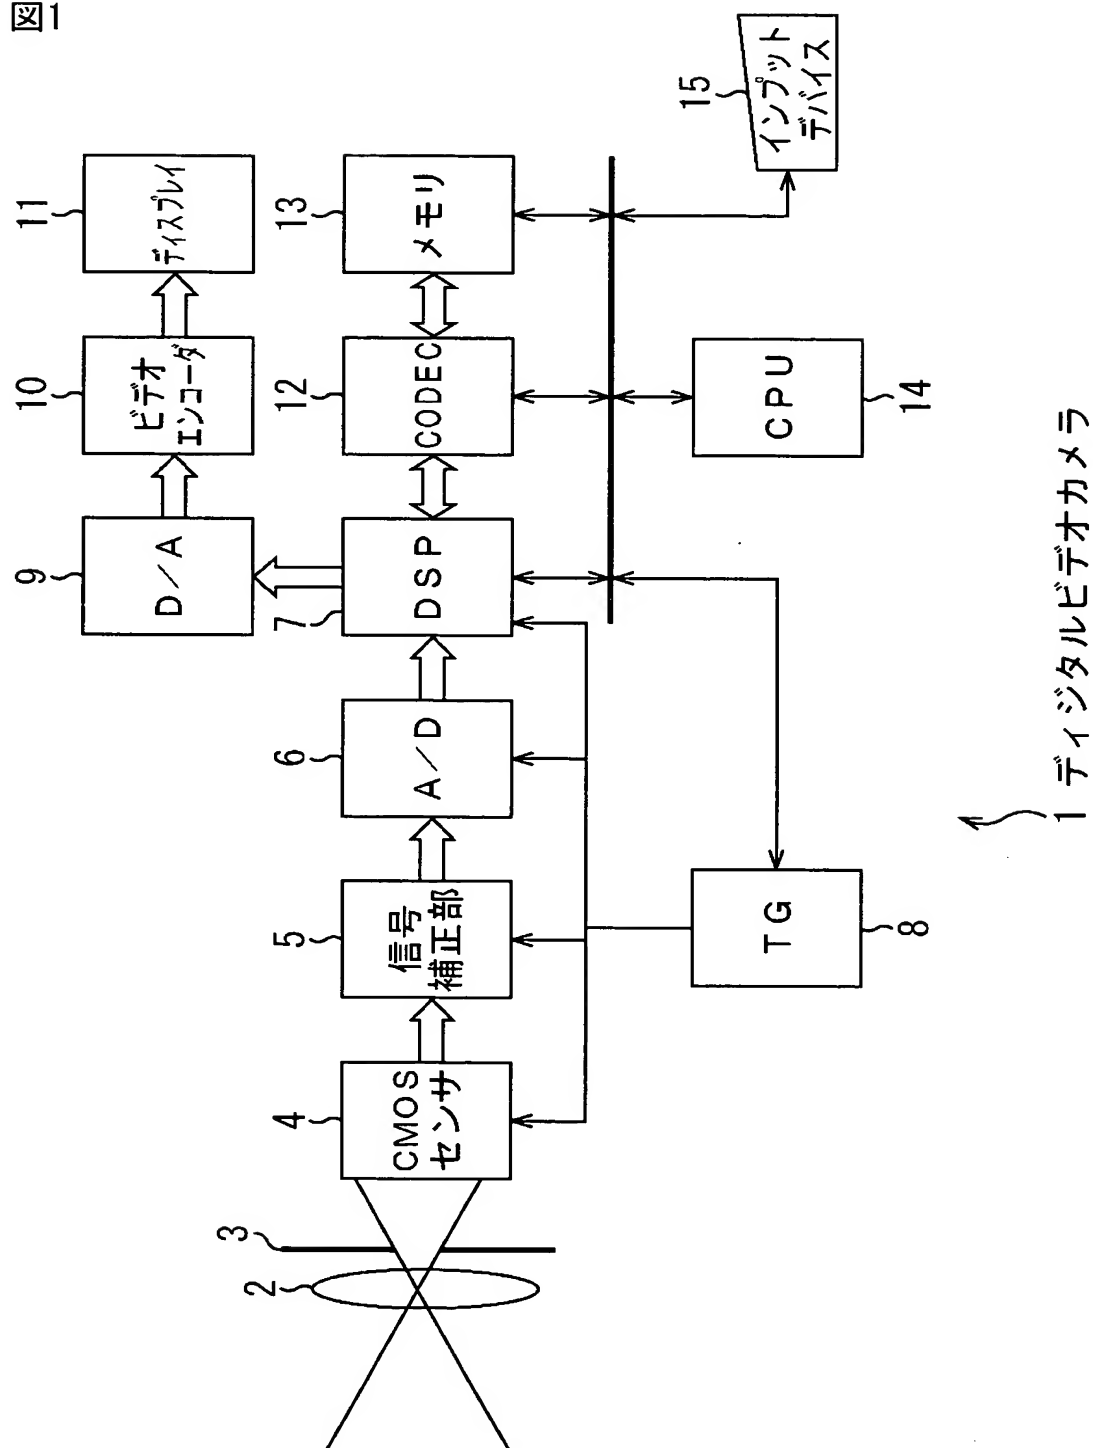 図1
2
3
4
CMOS
センサ
5
信号
補正部
6
A/D
7
DSP
8
TG
9
D/A
10
ビデオ
エンコーダ
11
ディスプレイ
12
CODEC
13
メモリ
14
CPU
15
インプット
デバイス
1 ディジタルビデオカメラ